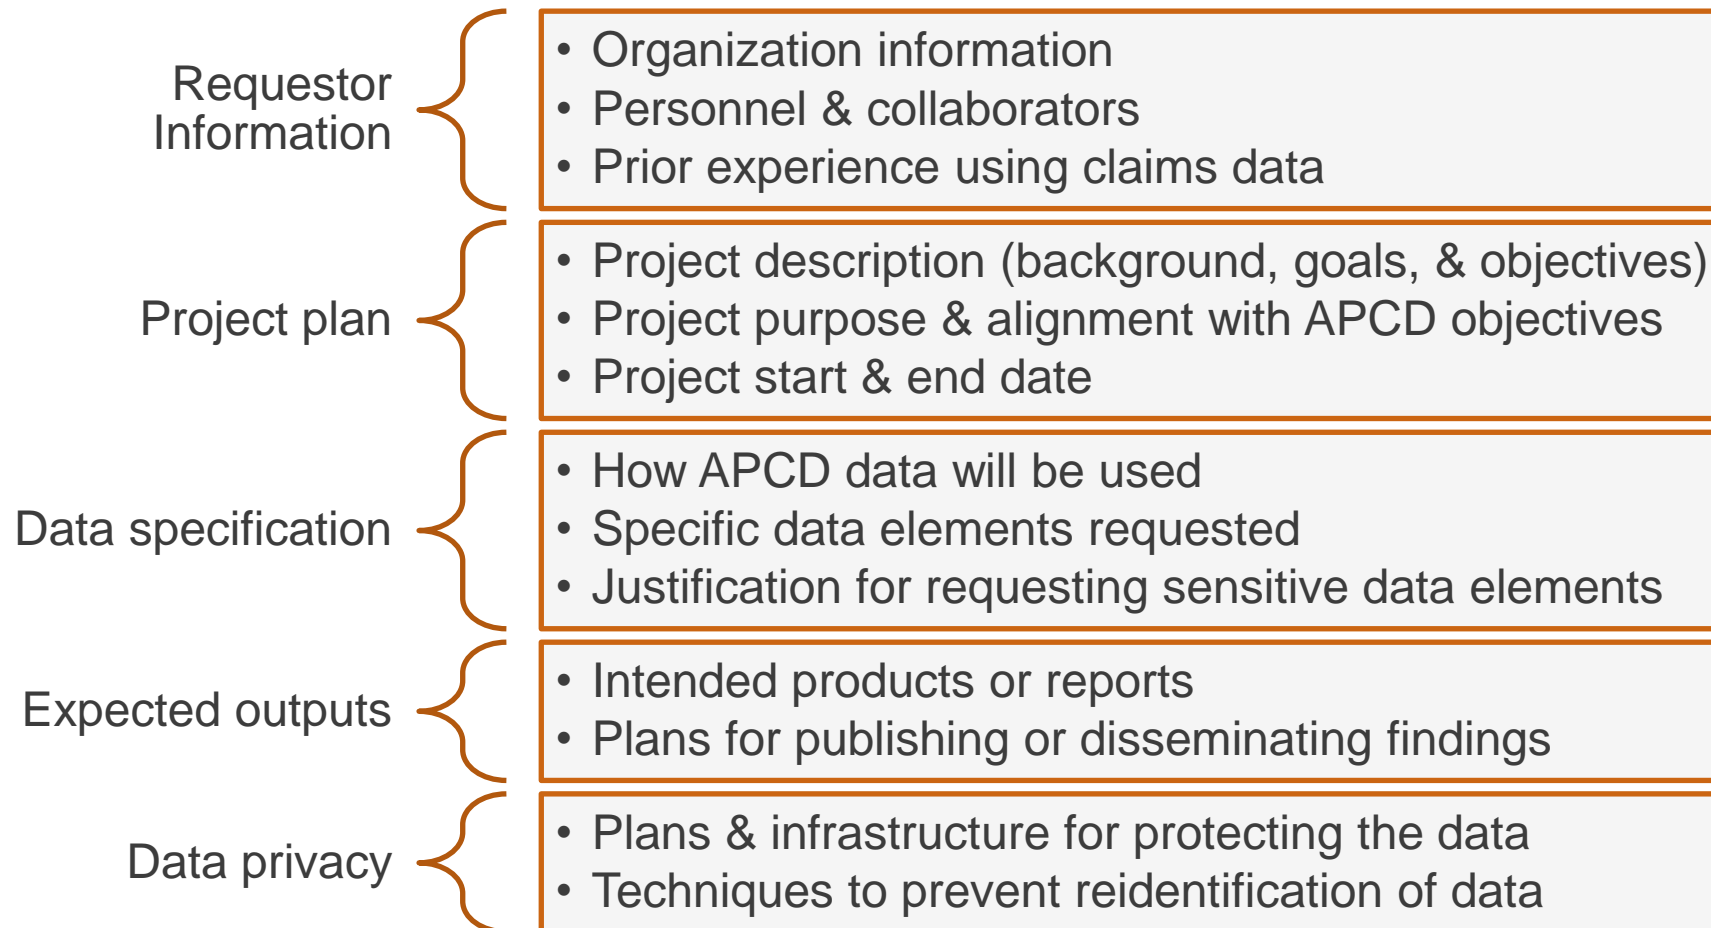 Requestor
Information
• Organization information
• Personnel & collaborators
• Prior experience using claims data
Project plan
• Project description (background, goals, & objectives)
• Project purpose & alignment with APCD objectives
• Project start & end date
Data specification
• How APCD data will be used
• Specific data elements requested
• Justification for requesting sensitive data elements
Expected outputs
• Intended products or reports
• Plans for publishing or disseminating findings
Data privacy
• Plans & infrastructure for protecting the data
• Techniques to prevent reidentification of data